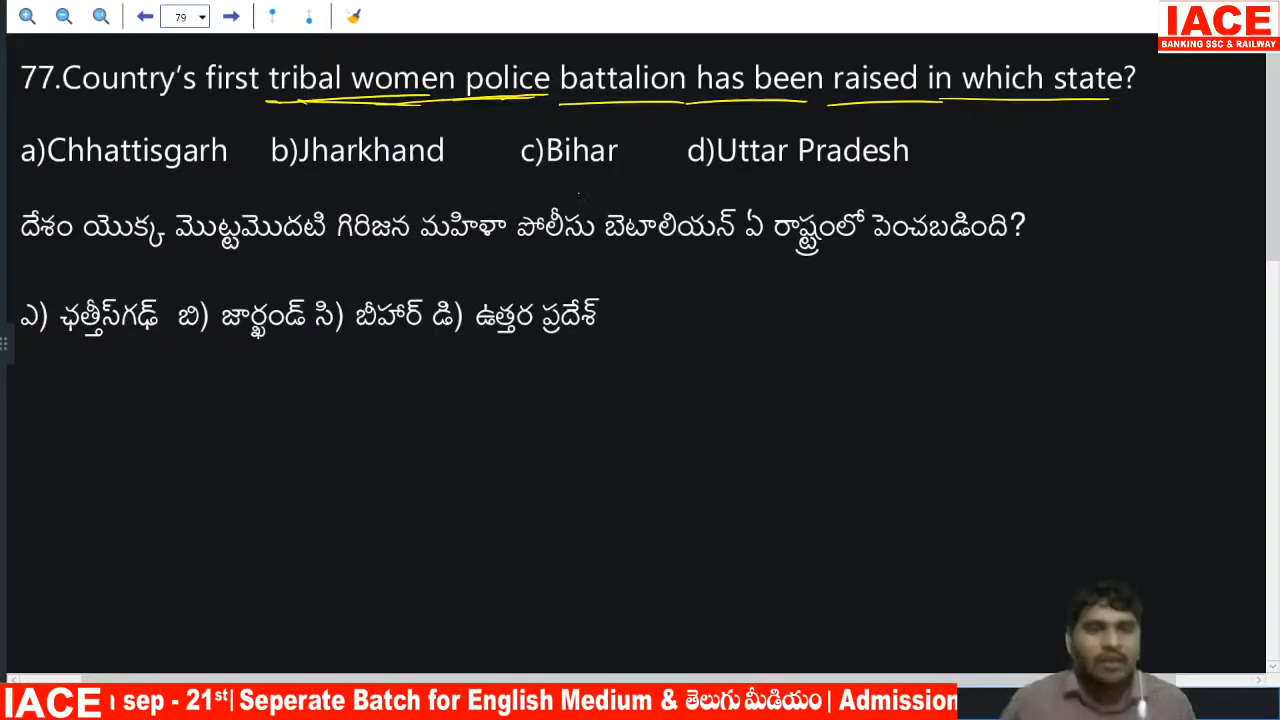 79
IACE
BANKING SSC & RAILWAY
77.Country's first tribal women police battalion has been raised in which state?
a)Chhattisgarh b)Jharkhand c)Bihar d)Uttar Pradesh
దేశం యొక్క మొట్టమొదటి గిరిజన మహిళా పోలీసు బెటాలియన్ ఏ రాష్ట్రంలో పెంచబడింది?
ఎ) ఛత్తీస్‌గఢ్ బి) జార్ఖండ్ సి) బీహార్ డి) ఉత్తర ప్రదేశ్
IACE sep - 21st| Seperate Batch for English Medium & తెలుగు మీడియం| Admission